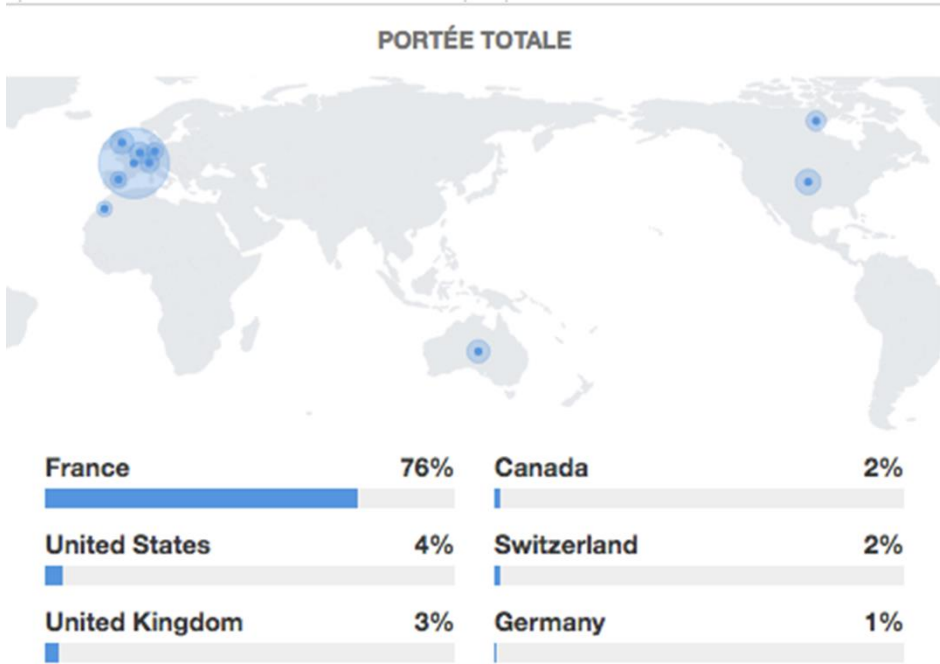 PORTÉE TOTALE
France 76%
Canada 2%
United States 4%
Switzerland 2%
United Kingdom 3%
Germany 1%